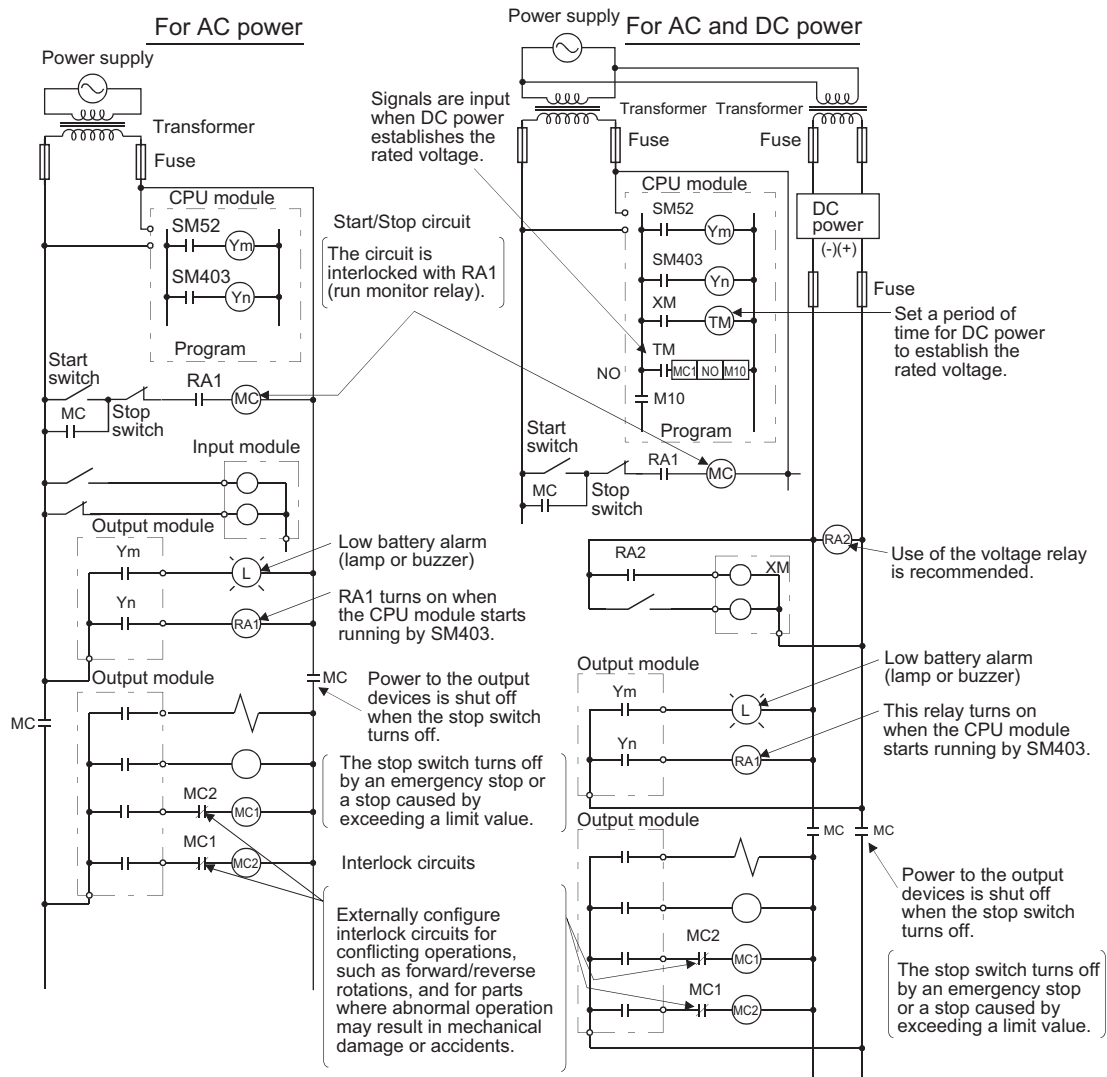 For AC power
Power supply
Transformer
Fuse
CPU module
SM52
Ym
SM403
Yn
Program
Start/Stop circuit
The circuit is
interlocked with RA1
(run monitor relay).
Start
switch
MC
Stop
switch
RA1
MC
Input module
Output module
Ym
L
Yn
RA1
Low battery alarm
(lamp or buzzer)
RA1 turns on when
the CPU module starts
running by SM403.
MC
MC
Power to the output
devices is shut off
when the stop switch
turns off.
Output module
The stop switch turns off
by an emergency stop or
a stop caused by
exceeding a limit value.
MC2
MC1
MC1
MC2
Interlock circuits
Externally configure
interlock circuits for
conflicting operations,
such as forward/reverse
rotations, and for parts
where abnormal operation
may result in mechanical
damage or accidents.
For AC and DC power
Power supply
Signals are input
when DC power
establishes the
rated voltage.
Transformer
Transformer
Fuse
Fuse
CPU module
SM52
Ym
SM403
Yn
XM
TM
TM
NO
MC1 NO M10
M10
Program
DC
power
(-)(+)
Fuse
Set a period of
time for DC power
to establish the
rated voltage.
Start
switch
MC
Stop
switch
RA1
MC
RA2
Use of the voltage relay
is recommended.
RA2
XM
Output module
Ym
L
Yn
RA1
Low battery alarm
(lamp or buzzer)
This relay turns on
when the CPU module
starts running by SM403.
Output module
MC
MC
Power to the output
devices is shut off
when the stop switch
turns off.
MC2
MC1
MC1
MC2
The stop switch turns off
by an emergency stop
or a stop caused by
exceeding a limit value.